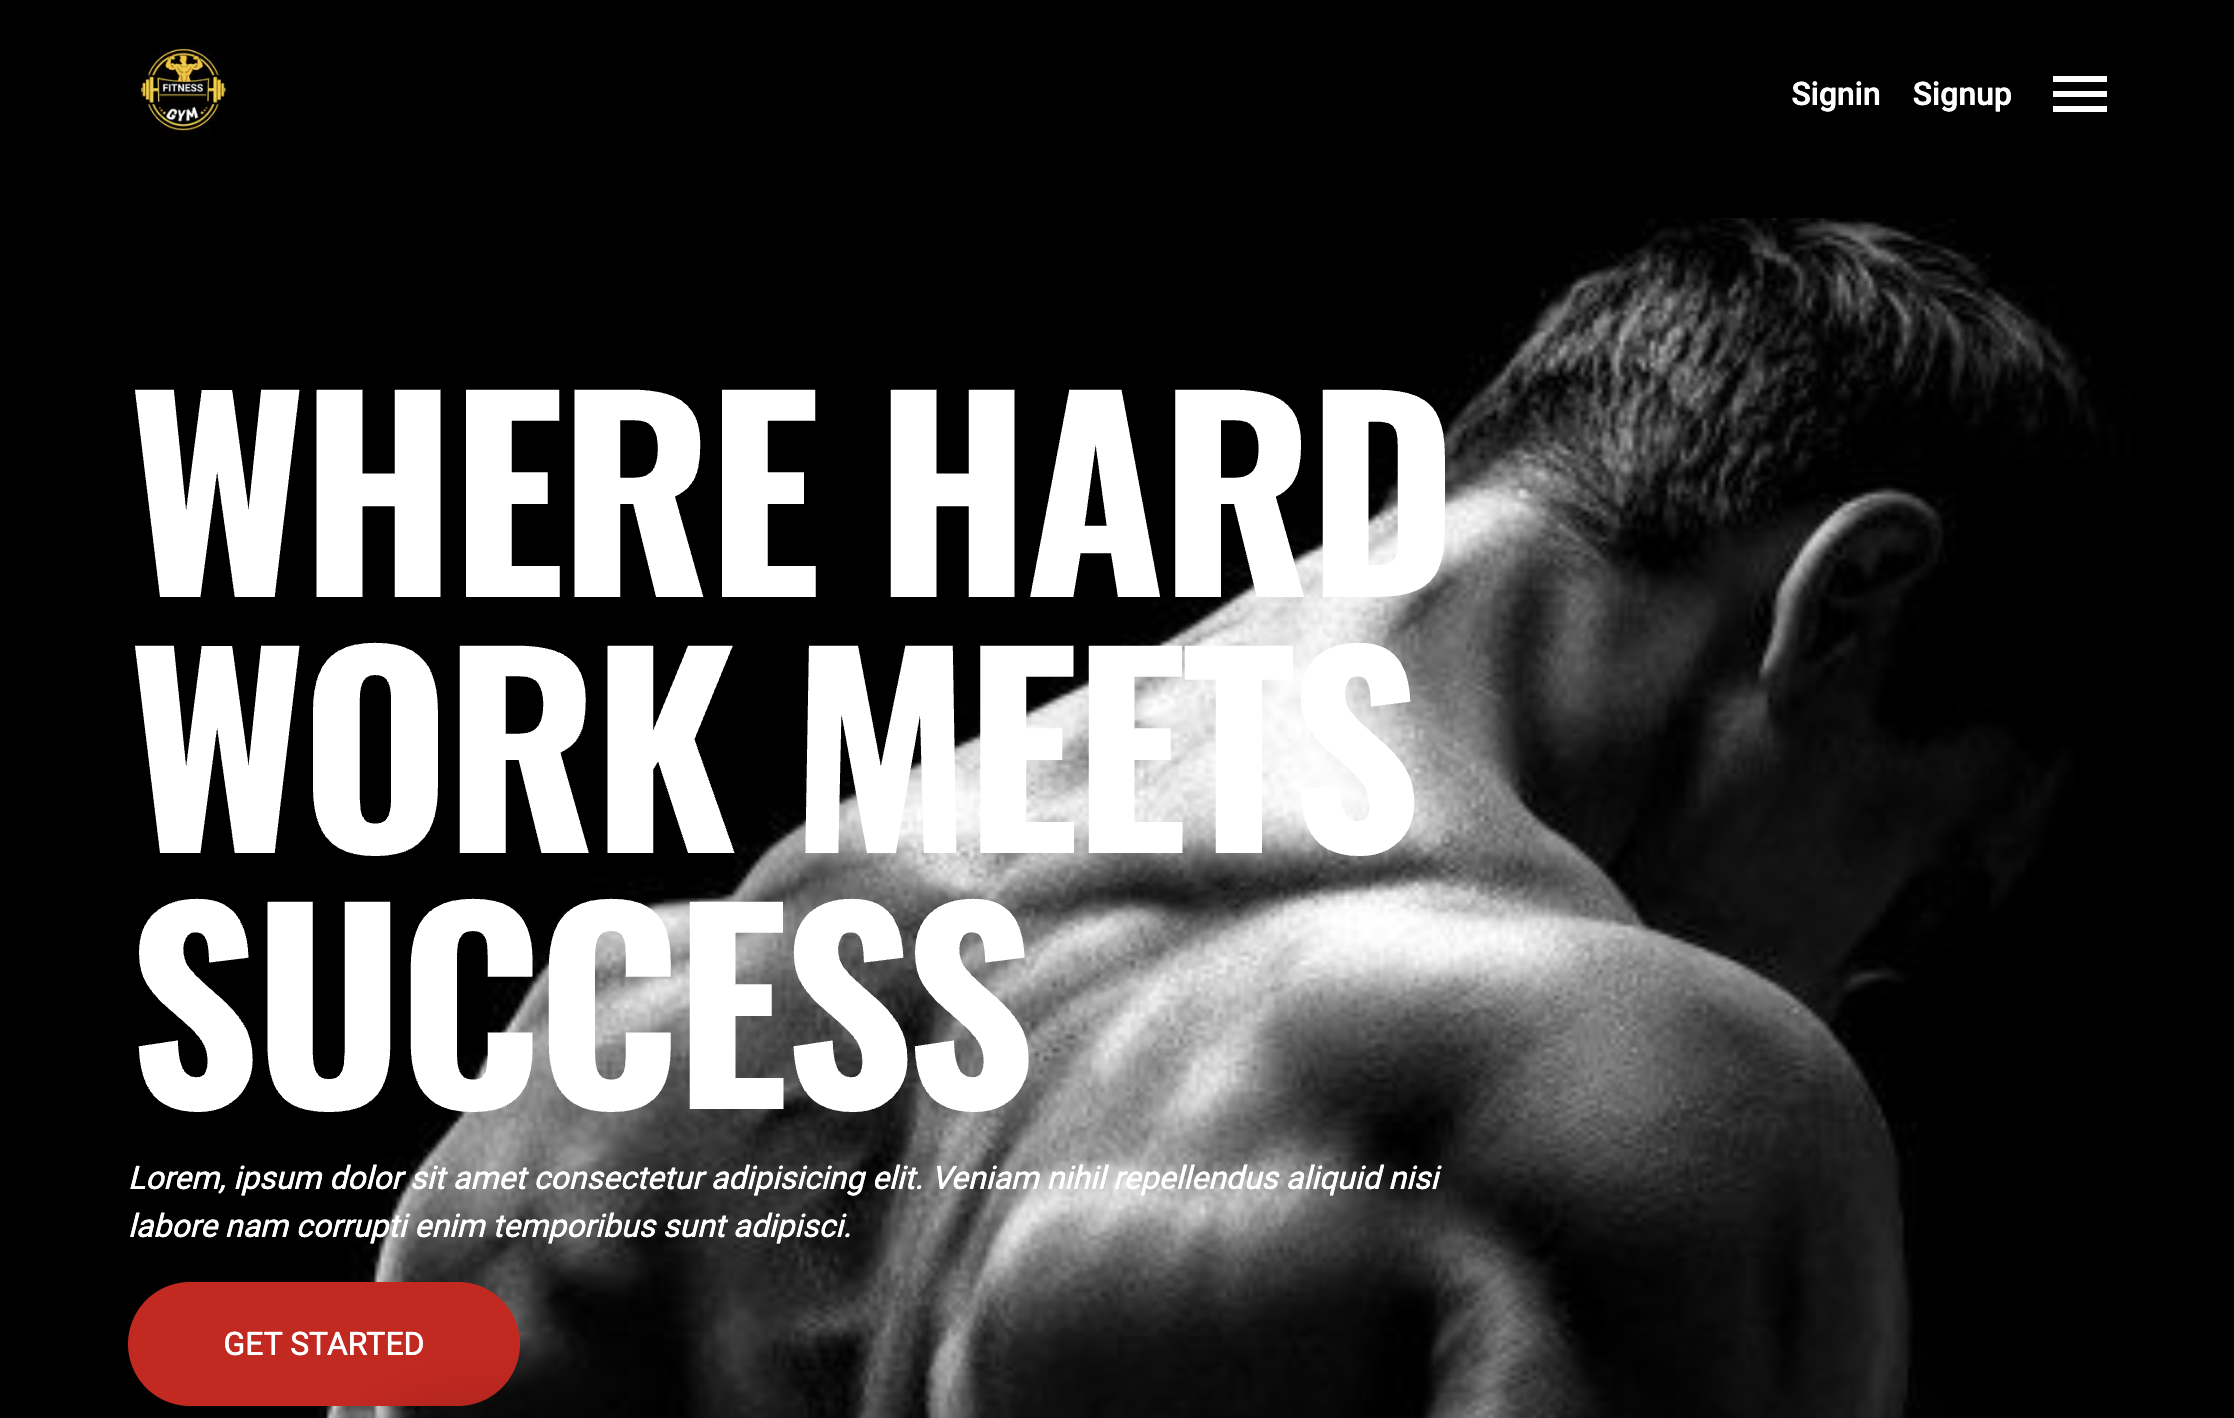 FITNESS
GYM
Signin Signup
WHERE HARD
WORK MEETS
SUCCESS
Lorem, ipsum dolor sit amet consectetur adipisicing elit. Veniam nihil repellendus aliquid nisi
labore nam corrupti enim temporibus sunt adipisci.
GET STARTED